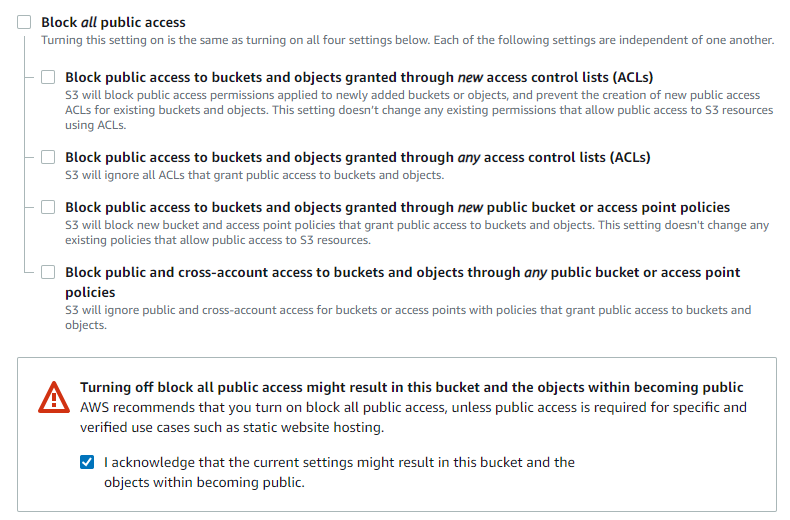 Block all public access
Turning this setting on is the same as turning on all four settings below. Each of the following settings are independent of one another.
Block public access to buckets and objects granted through new access control lists (ACLs)
S3 will block public access permissions applied to newly added buckets or objects, and prevent the creation of new public access
ACLs for existing buckets and objects. This setting doesn't change any existing permissions that allow public access to S3 resources
using ACLs.
Block public access to buckets and objects granted through any access control lists (ACLs)
S3 will ignore all ACLs that grant public access to buckets and objects.
Block public access to buckets and objects granted through new public bucket or access point policies
S3 will block new bucket and access point policies that grant public access to buckets and objects. This setting doesn't change any
existing policies that allow public access to S3 resources.
Block public and cross-account access to buckets and objects through any public bucket or access point
policies
S3 will ignore public and cross-account access for buckets or access points with policies that grant public access to buckets and
objects.
Turning off block all public access might result in this bucket and the objects within becoming public
AWS recommends that you turn on block all public access, unless public access is required for specific and
verified use cases such as static website hosting.
I acknowledge that the current settings might result in this bucket and the
objects within becoming public.